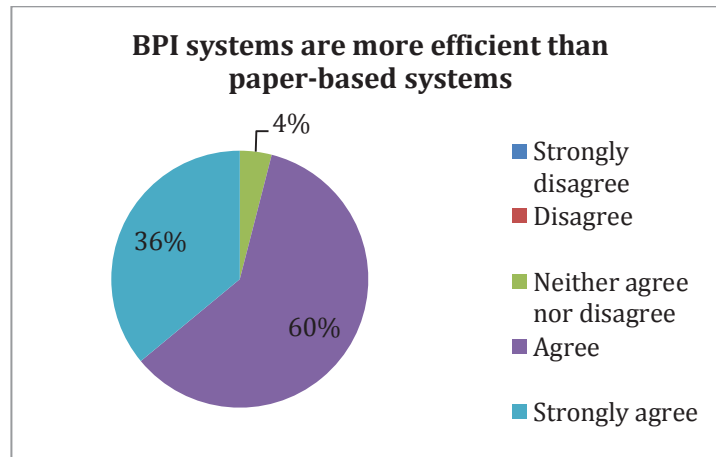 BPI systems are more efficient than
paper-based systems
4%
36%
60%
Strongly
disagree
Disagree
Neither agree
nor disagree
Agree
Strongly agree